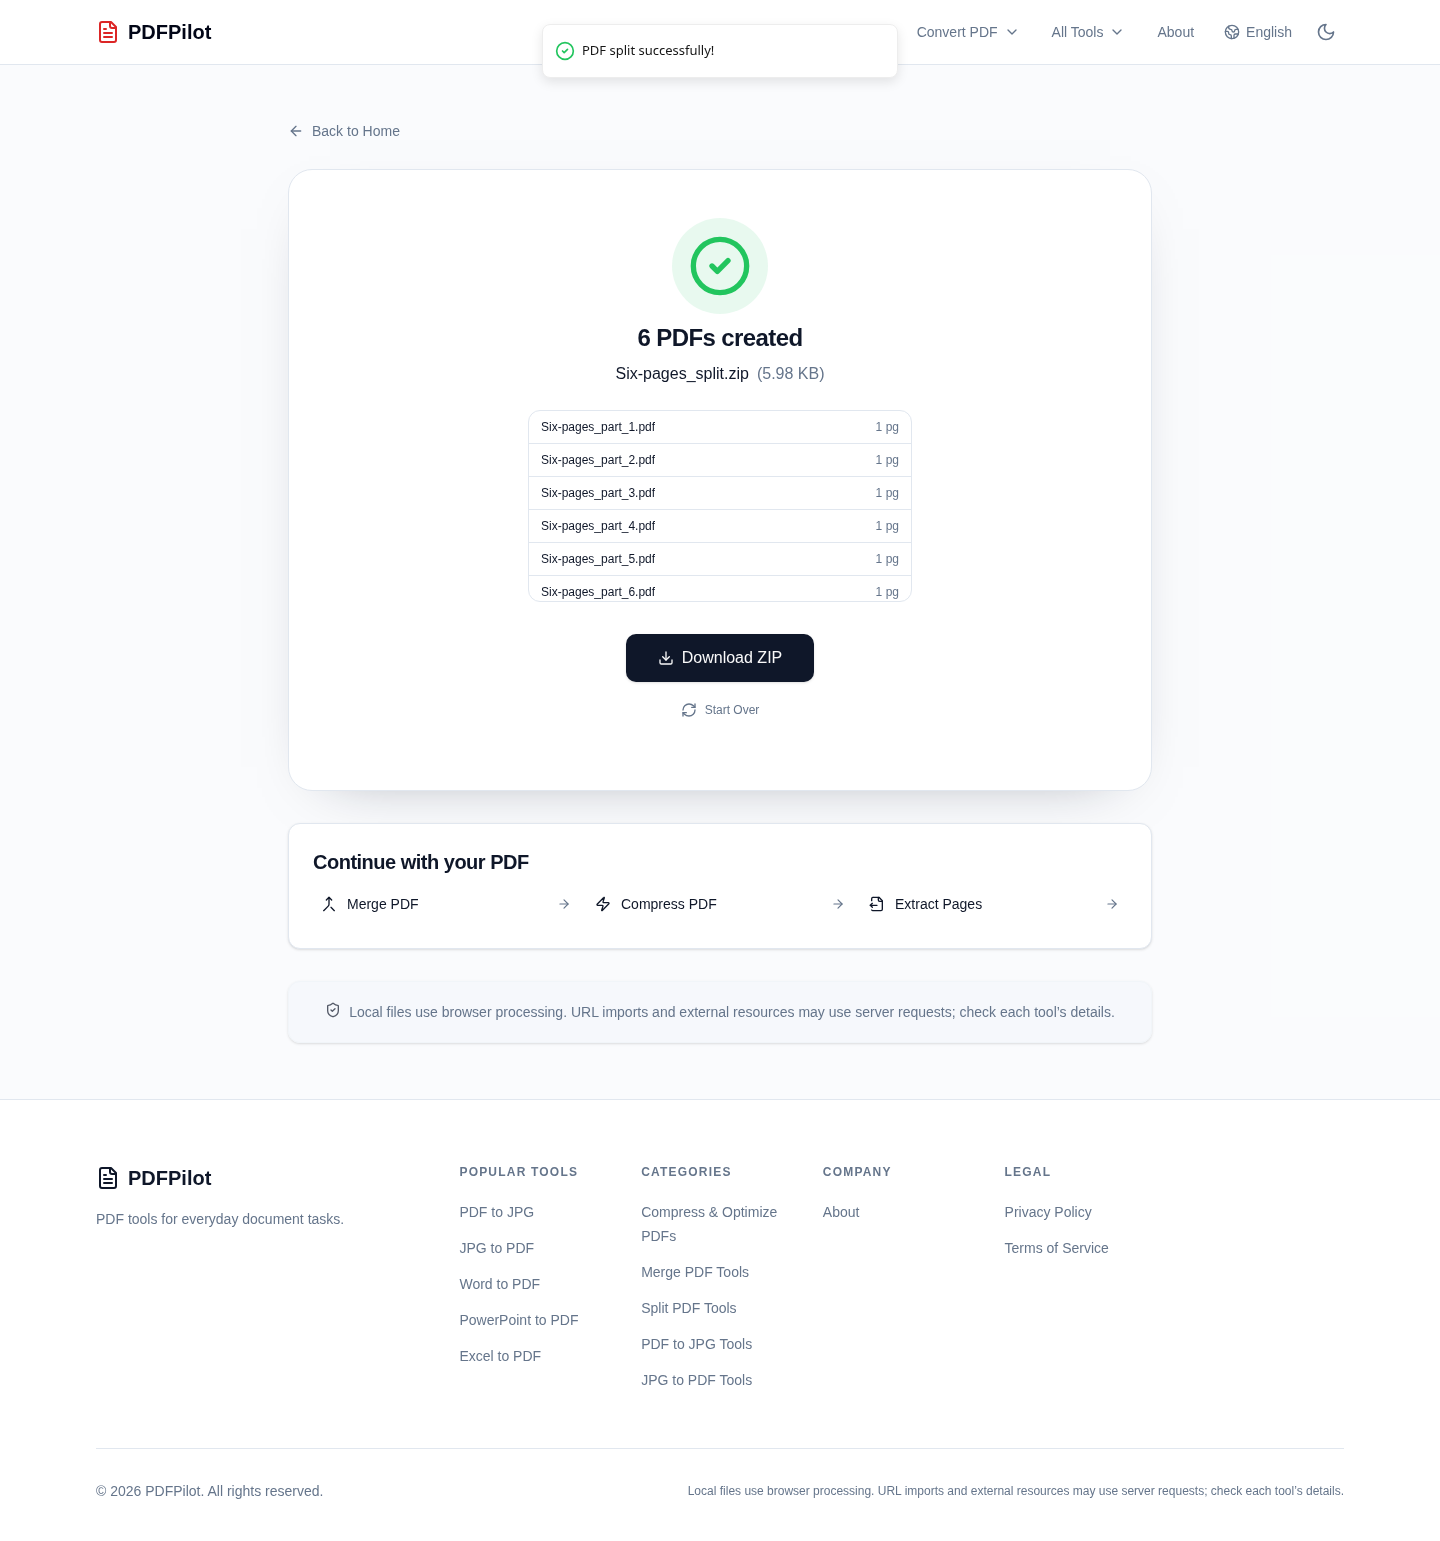 PDFPilot
PDF split successfully!
Convert PDF
All Tools
About
English
Back to Home
6 PDFs created
Six-pages_split.zip (5.98 KB)
Six-pages_part_1.pdf 1 pg
Six-pages_part_2.pdf 1 pg
Six-pages_part_3.pdf 1 pg
Six-pages_part_4.pdf 1 pg
Six-pages_part_5.pdf 1 pg
Six-pages_part_6.pdf 1 pg
Download ZIP
Start Over
Continue with your PDF
Merge PDF
Compress PDF
Extract Pages
Local files use browser processing. URL imports and external resources may use server requests; check each tool’s details.
PDFPilot
PDF tools for everyday document tasks.
POPULAR TOOLS
PDF to JPG
JPG to PDF
Word to PDF
PowerPoint to PDF
Excel to PDF
CATEGORIES
Compress & Optimize
PDFs
Merge PDF Tools
Split PDF Tools
PDF to JPG Tools
JPG to PDF Tools
COMPANY
About
LEGAL
Privacy Policy
Terms of Service
© 2026 PDFPilot. All rights reserved.
Local files use browser processing. URL imports and external resources may use server requests; check each tool’s details.